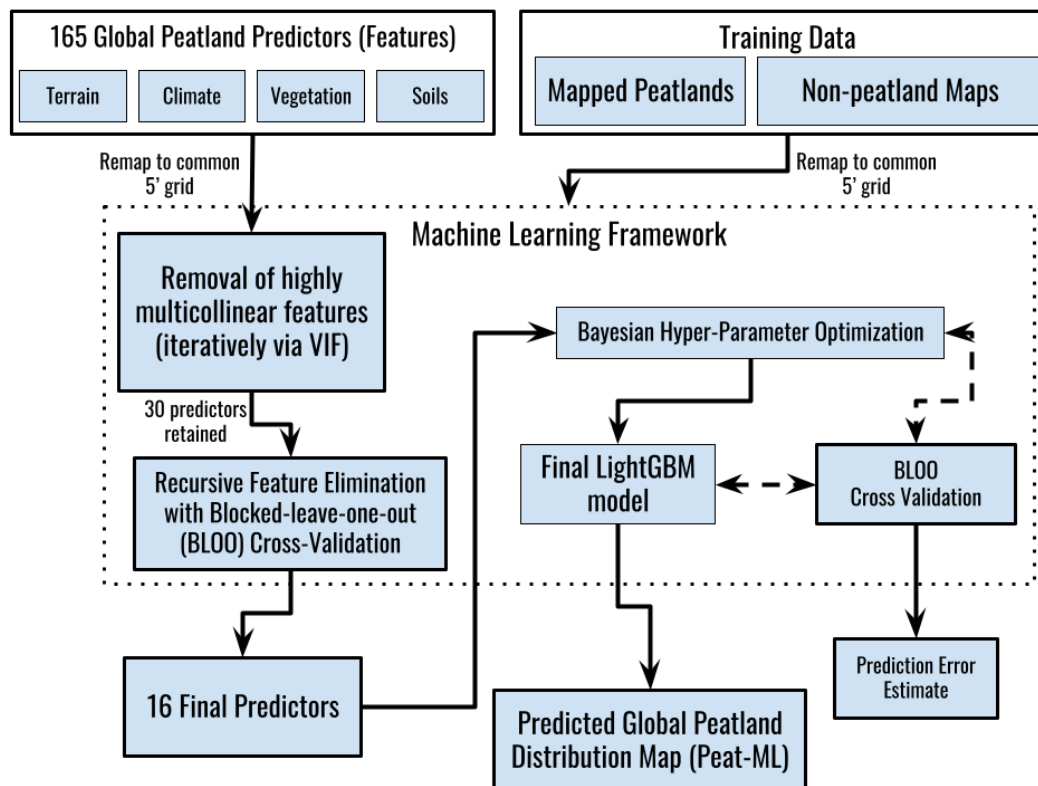 165 Global Peatland Predictors (Features)
Terrain
Climate
Vegetation
Soils
Training Data
Mapped Peatlands
Non-peatland Maps
Remap to common
5' grid
Remap to common
5' grid
Machine Learning Framework
Removal of highly
multicollinear features
(iteratively via VIF)
30 predictors
retained
Recursive Feature Elimination
with Blocked-leave-one-out
(BLOO) Cross-Validation
Bayesian Hyper-Parameter Optimization
Final LightGBM
model
BLOO
Cross Validation
16 Final Predictors
Predicted Global Peatland
Distribution Map (Peat-ML)
Prediction Error
Estimate